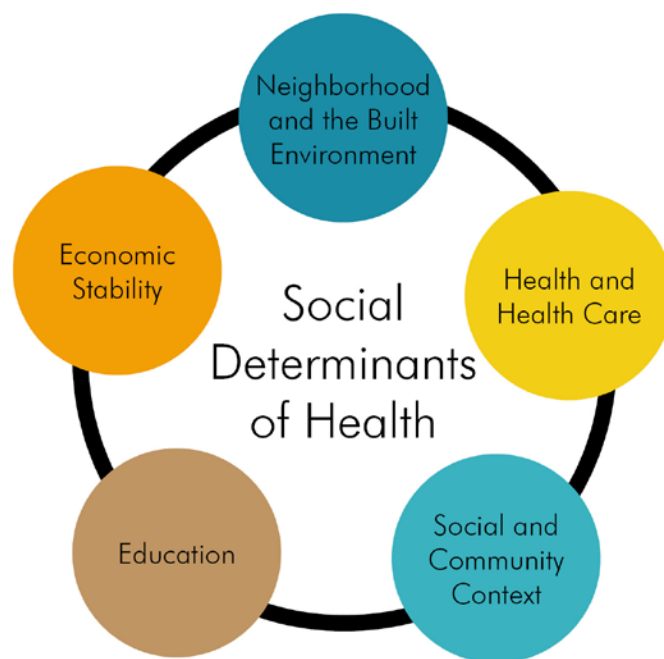 Neighborhood
and the Built
Environment
Economic
Stability
Health and
Health Care
Social
Determinants
of Health
Education
Social and
Community
Context